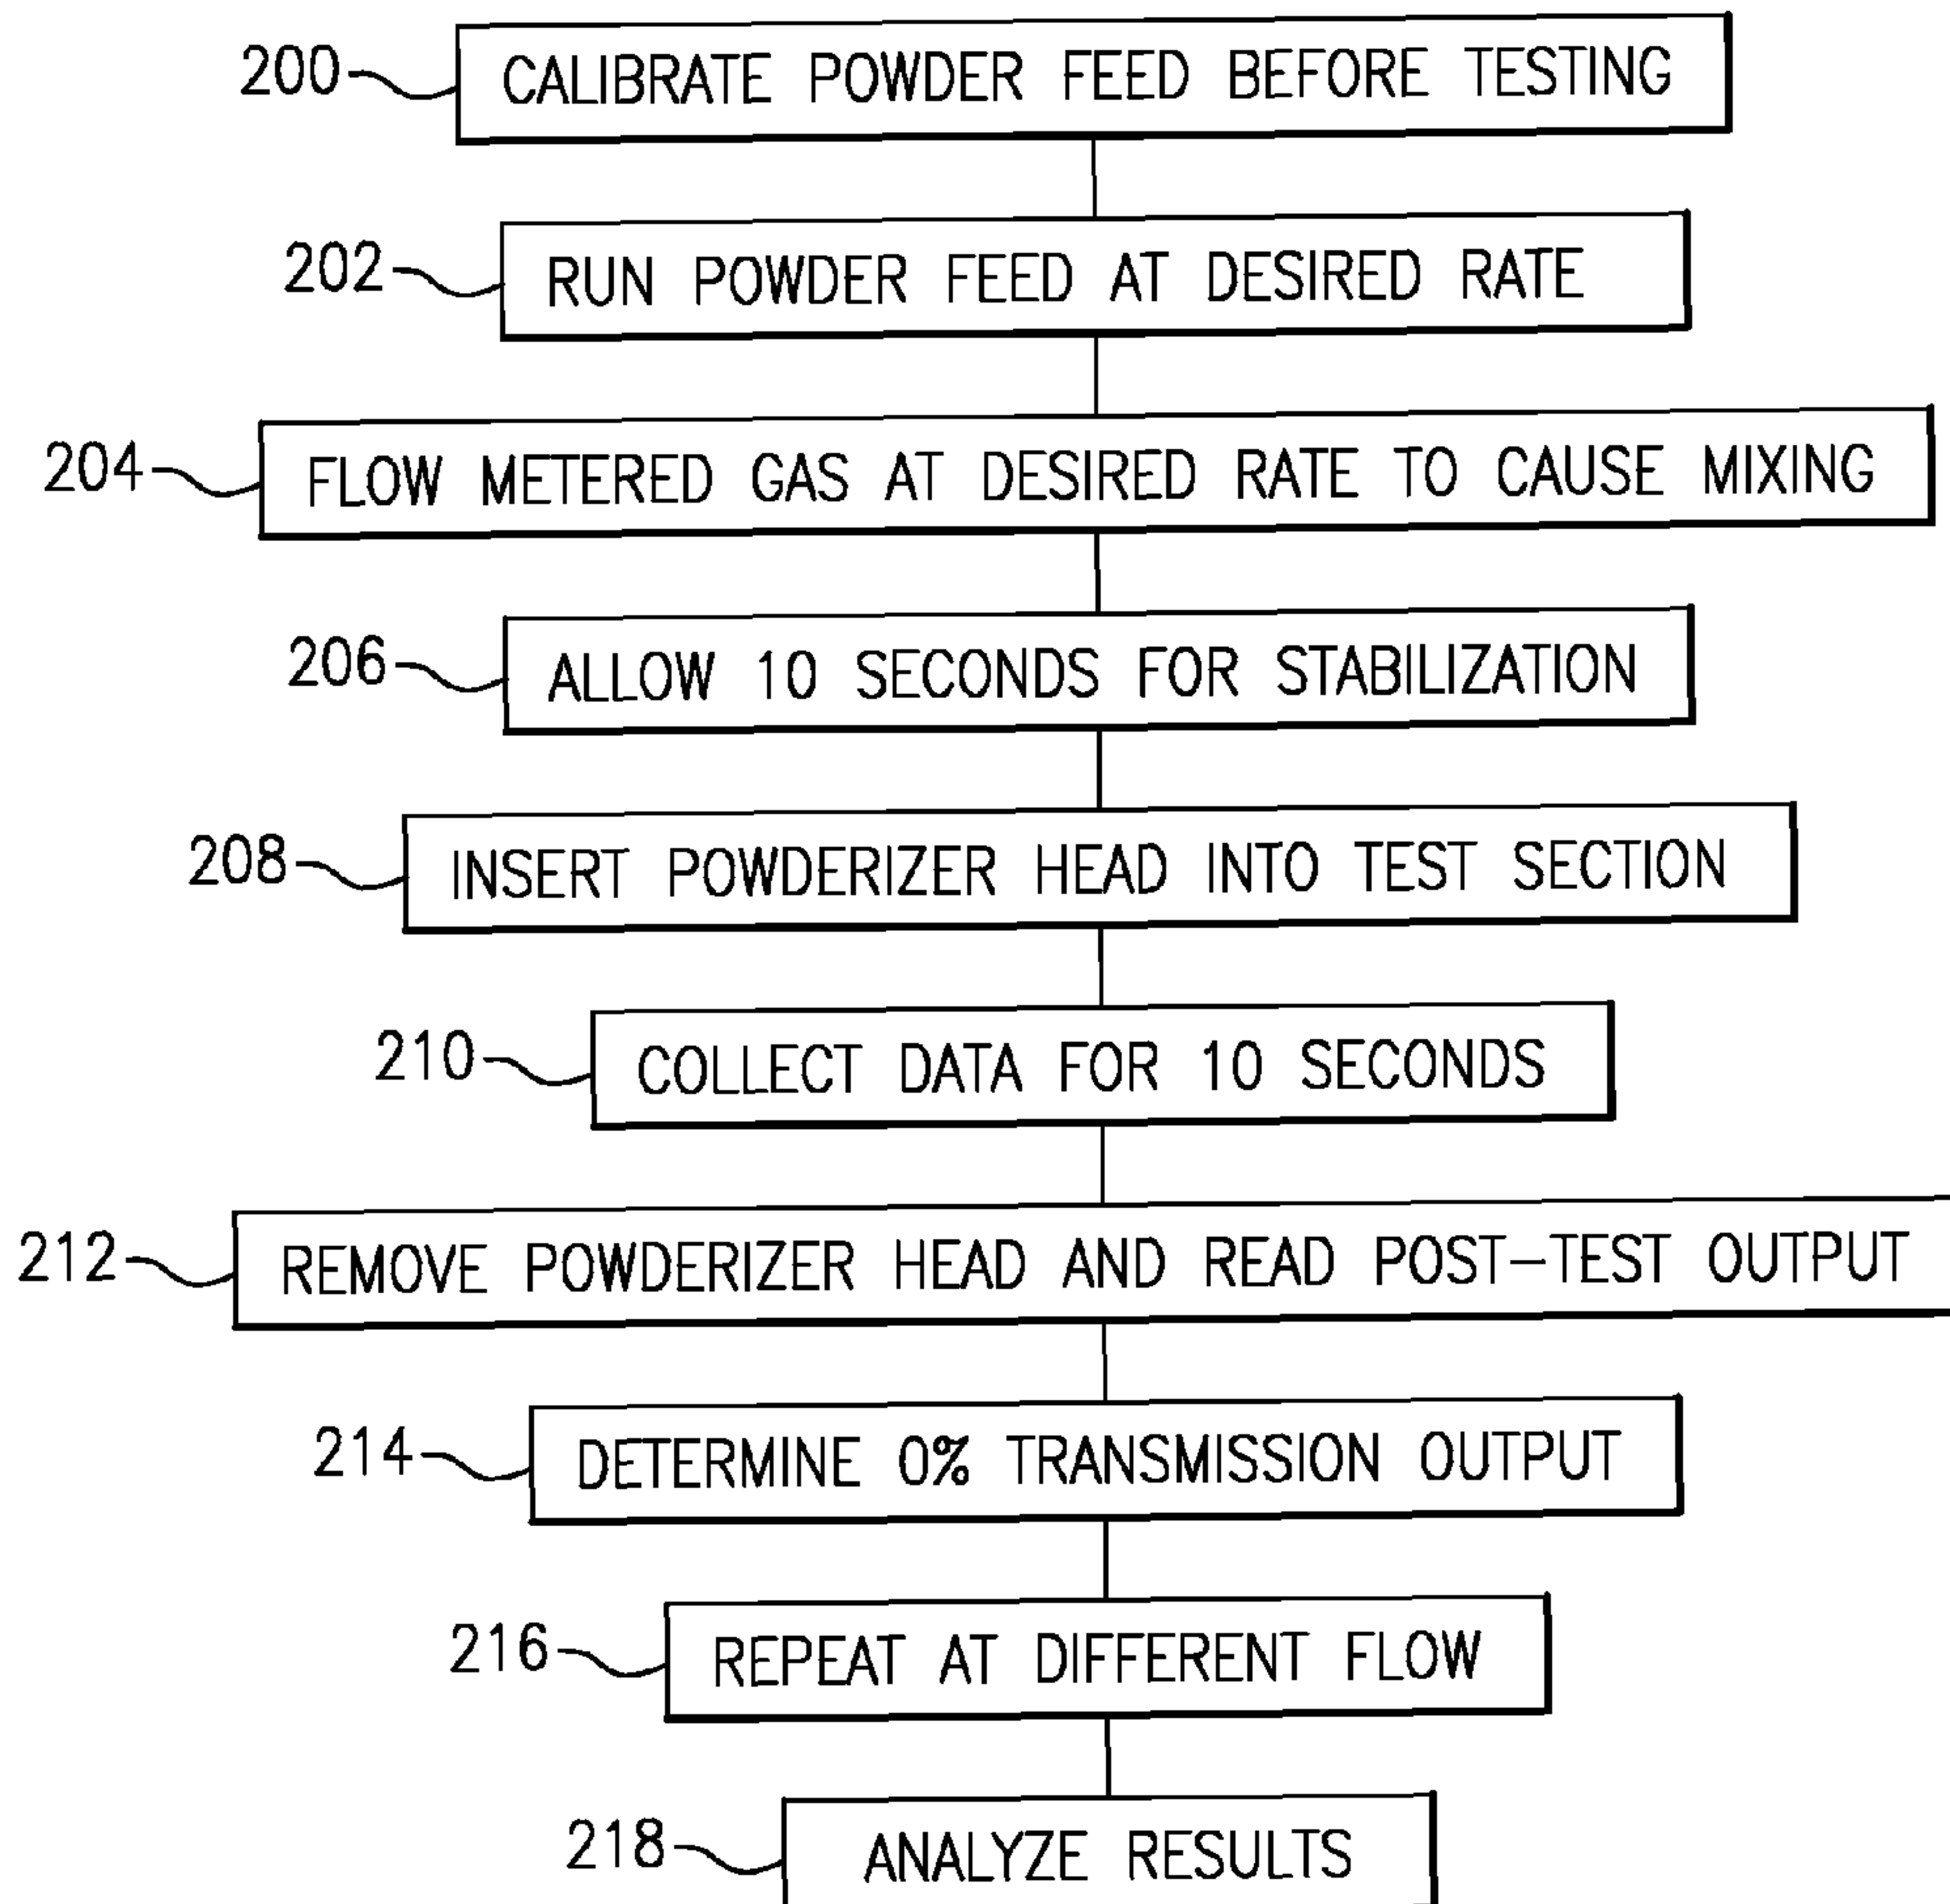 200 CALIBRATE POWDER FEED BEFORE TESTING
202 RUN POWDER FEED AT DESIRED RATE
204 FLOW METERED GAS AT DESIRED RATE TO CAUSE MIXING
206 ALLOW 10 SECONDS FOR STABILIZATION
208 INSERT POWDERIZER HEAD INTO TEST SECTION
210 COLLECT DATA FOR 10 SECONDS
212 REMOVE POWDERIZER HEAD AND READ POST-TEST OUTPUT
214 DETERMINE 0% TRANSMISSION OUTPUT
216 REPEAT AT DIFFERENT FLOW
218 ANALYZE RESULTS